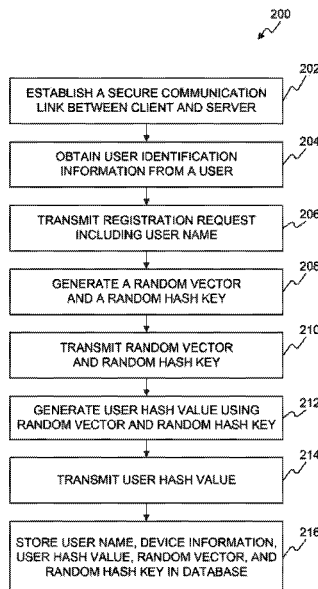 200
202
ESTABLISH A SECURE COMMUNICATION
LINK BETWEEN CLIENT AND SERVER
204
OBTAIN USER IDENTIFICATION
INFORMATION FROM A USER
206
TRANSMIT REGISTRATION REQUEST
INCLUDING USER NAME
208
GENERATE A RANDOM VECTOR
AND A RANDOM HASH KEY
210
TRANSMIT RANDOM VECTOR
AND RANDOM HASH KEY
212
GENERATE USER HASH VALUE USING
RANDOM VECTOR AND RANDOM HASH KEY
214
TRANSMIT USER HASH VALUE
216
STORE USER NAME, DEVICE INFORMATION,
USER HASH VALUE, RANDOM VECTOR, AND
RANDOM HASH KEY IN DATABASE